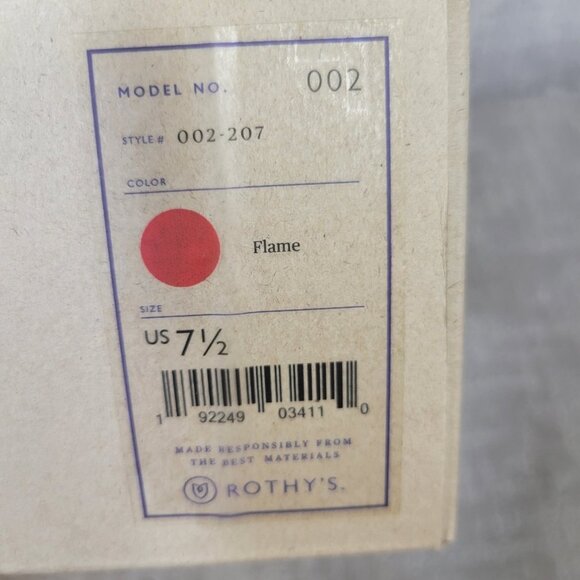 MODEL NO. 002
STYLE# 002-207
COLOR
Flame
SIZE
US 7½
1 92249 03411 0
MADE RESPONSIBLY FROM
THE BEST MATERIALS
ROTHY'S.